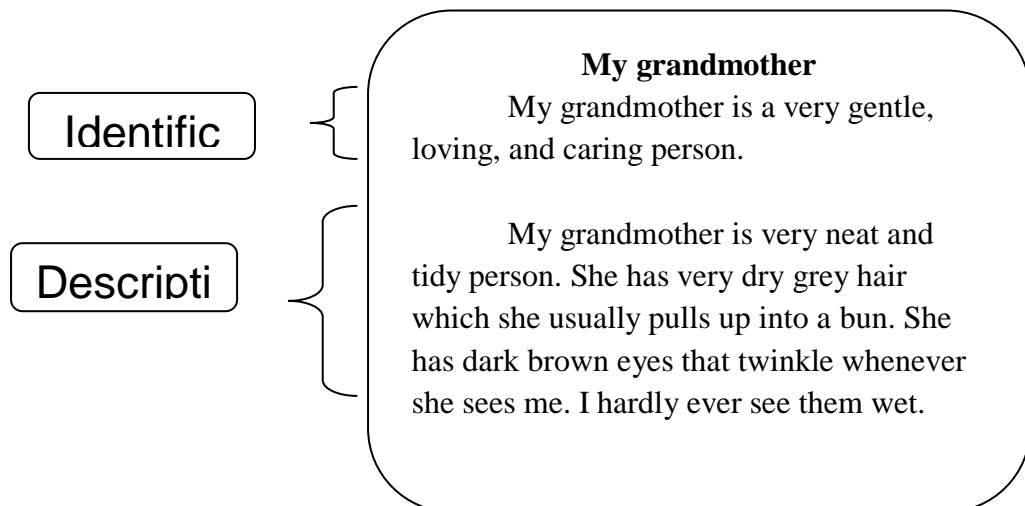 My grandmother
Identific
My grandmother is a very gentle,
loving, and caring person.
Descripti
My grandmother is very neat and
tidy person. She has very dry grey hair
which she usually pulls up into a bun. She
has dark brown eyes that twinkle whenever
she sees me. I hardly ever see them wet.